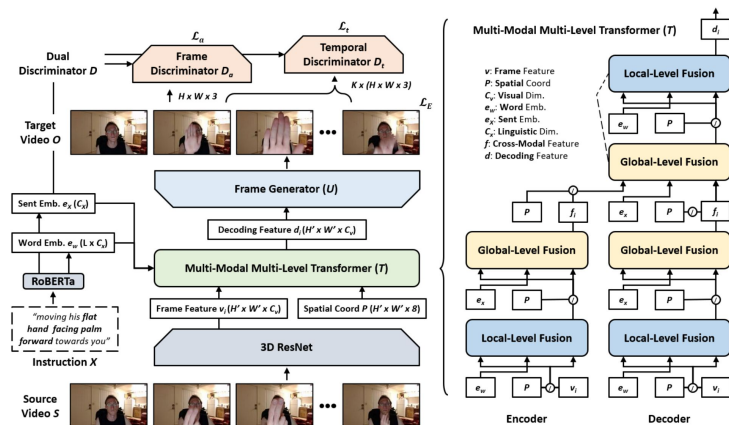 Dual
Discriminator D
ℒa
Frame
Discriminator Da
ℒt
Temporal
Discriminator Dt
H x W x 3
K x (H x W x 3)
ℒE
Target
Video O
Frame Generator (U)
Sent Emb. eX (Cx)
Decoding Feature di (H' x W' x Cv)
Word Emb. ew (L x Cx)
Multi-Modal Multi-Level Transformer (T)
RoBERTa
Frame Feature vi (H' x W' x Cv)
Spatial Coord P (H' x W' x 8)
"moving his flat
hand facing palm
forward towards you"
Instruction X
3D ResNet
Source
Video S
Multi-Modal Multi-Level Transformer (T)
di
v: Frame Feature
P: Spatial Coord
Cv: Visual Dim.
ew: Word Emb.
eX: Sent Emb.
Cx: Linguistic Dim.
f: Cross-Modal Feature
d: Decoding Feature
Local-Level Fusion
ew
P
Global-Level Fusion
P
fi
ex
P
fi
Global-Level Fusion
Global-Level Fusion
ex
P
ex
P
Local-Level Fusion
Local-Level Fusion
ew
P
vi
ew
P
vi
Encoder
Decoder